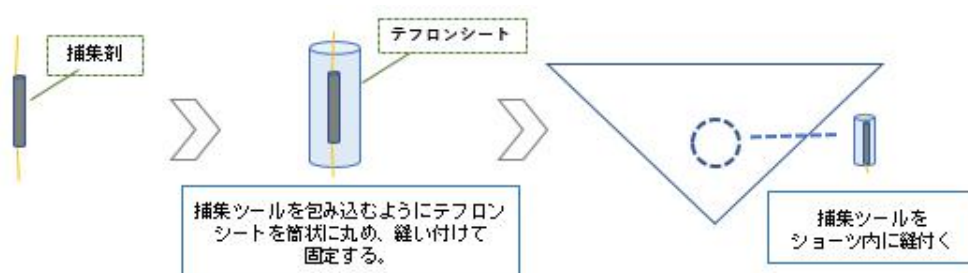 捕集剤
テフロンシート
捕集ツールを包み込むようにテフロン
シートを筒状に丸め、縫い付けて
固定する。
捕集ツールを
ショーツ内に縫付く